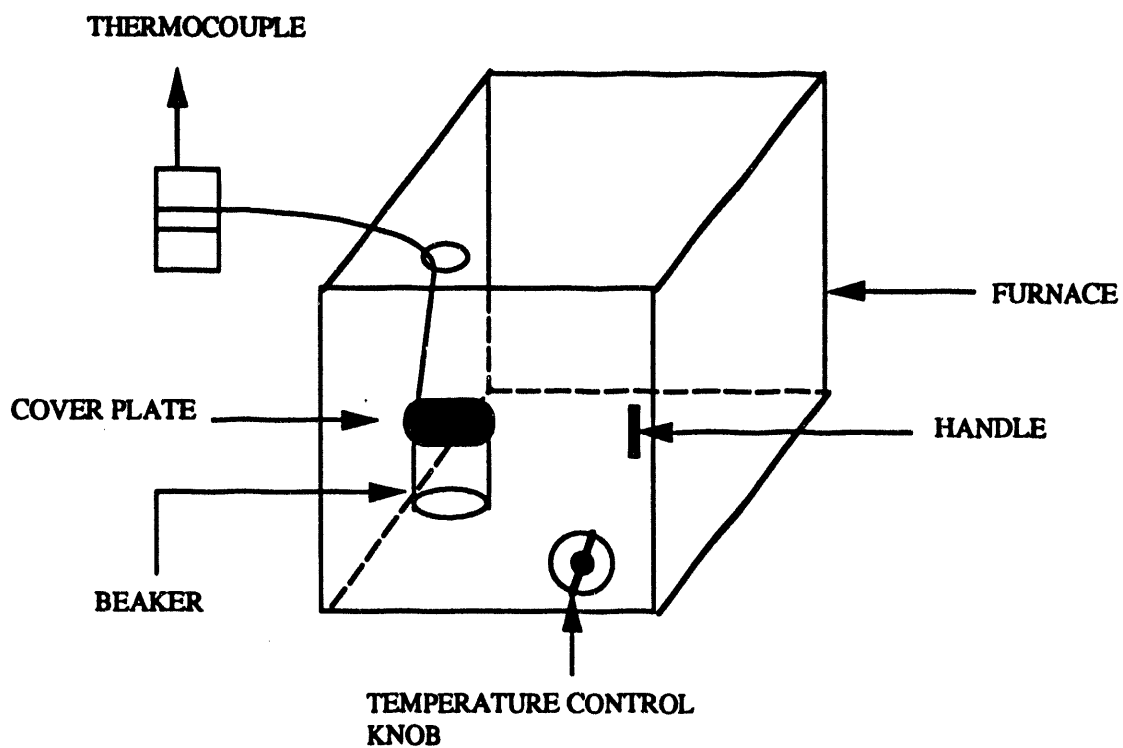 THERMOCOUPLE
FURNACE
COVER PLATE
HANDLE
BEAKER
TEMPERATURE CONTROL
KNOB